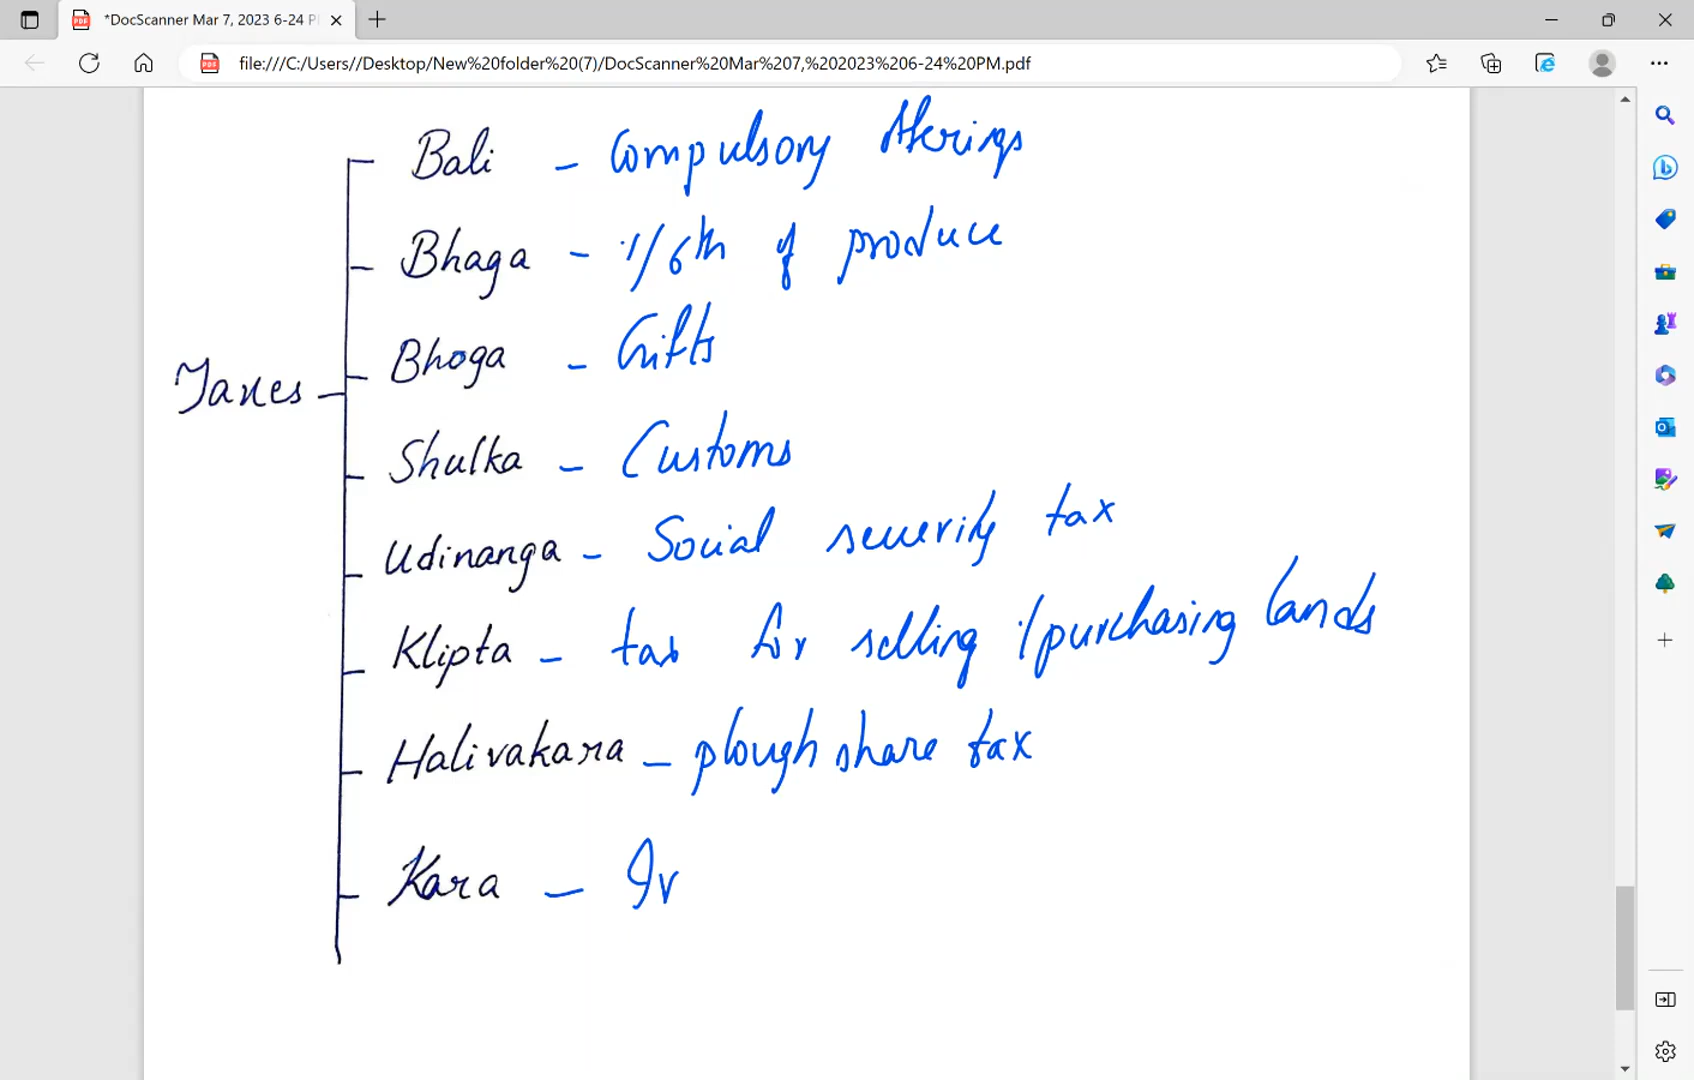 *DocScanner Mar 7, 2023 6-24 P
file:///C:/Users//Desktop/New%20folder%20(7)/DocScanner%20Mar%207,%202023%206-24%20PM.pdf
Bali - Compulsory offerings
Bhaga - 1/6th of produce
Bhoga - Gifts
Taxes
Shulka - Customs
Udinanga - Social security tax
Klipta - tax for selling /purchasing lands
Halivakara - plough share tax
Kara - Ir